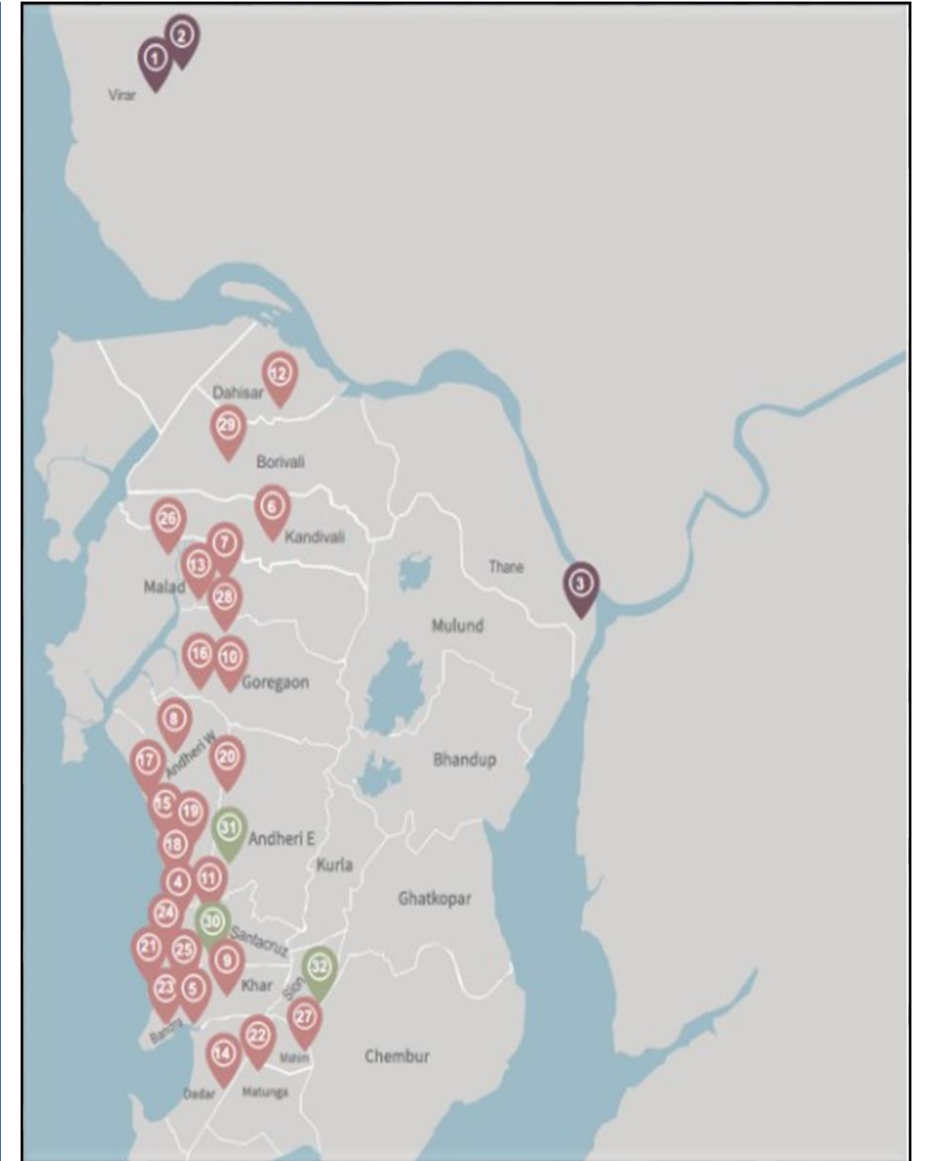 2
1
Virar
12
Dahisar
29
Borivali
6
26
Kandivali
7
13
Thane
3
Malad
28
Mulund
16
10
Goregaon
8
Andheri W
17
20
Bhandup
15
19
31
Andheri E
18
Kurla
4
11
Ghatkopar
24
30
Santacruz
21
25
9
32
Khar
Sion
23
5
27
Bandra
22
14
Mahim
Chembur
Dadar
Matunga